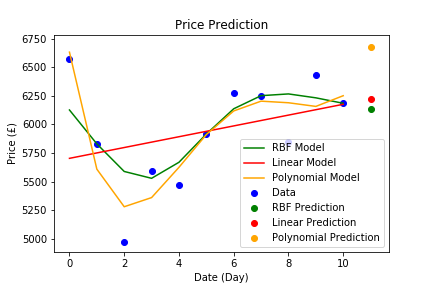 Price Prediction
6750
6500
6250
6000
5750
5500
5250
5000
Price (£)
0
2
4
6
8
10
Date (Day)
RBF Model
Linear Model
Polynomial Model
Data
RBF Prediction
Linear Prediction
Polynomial Prediction